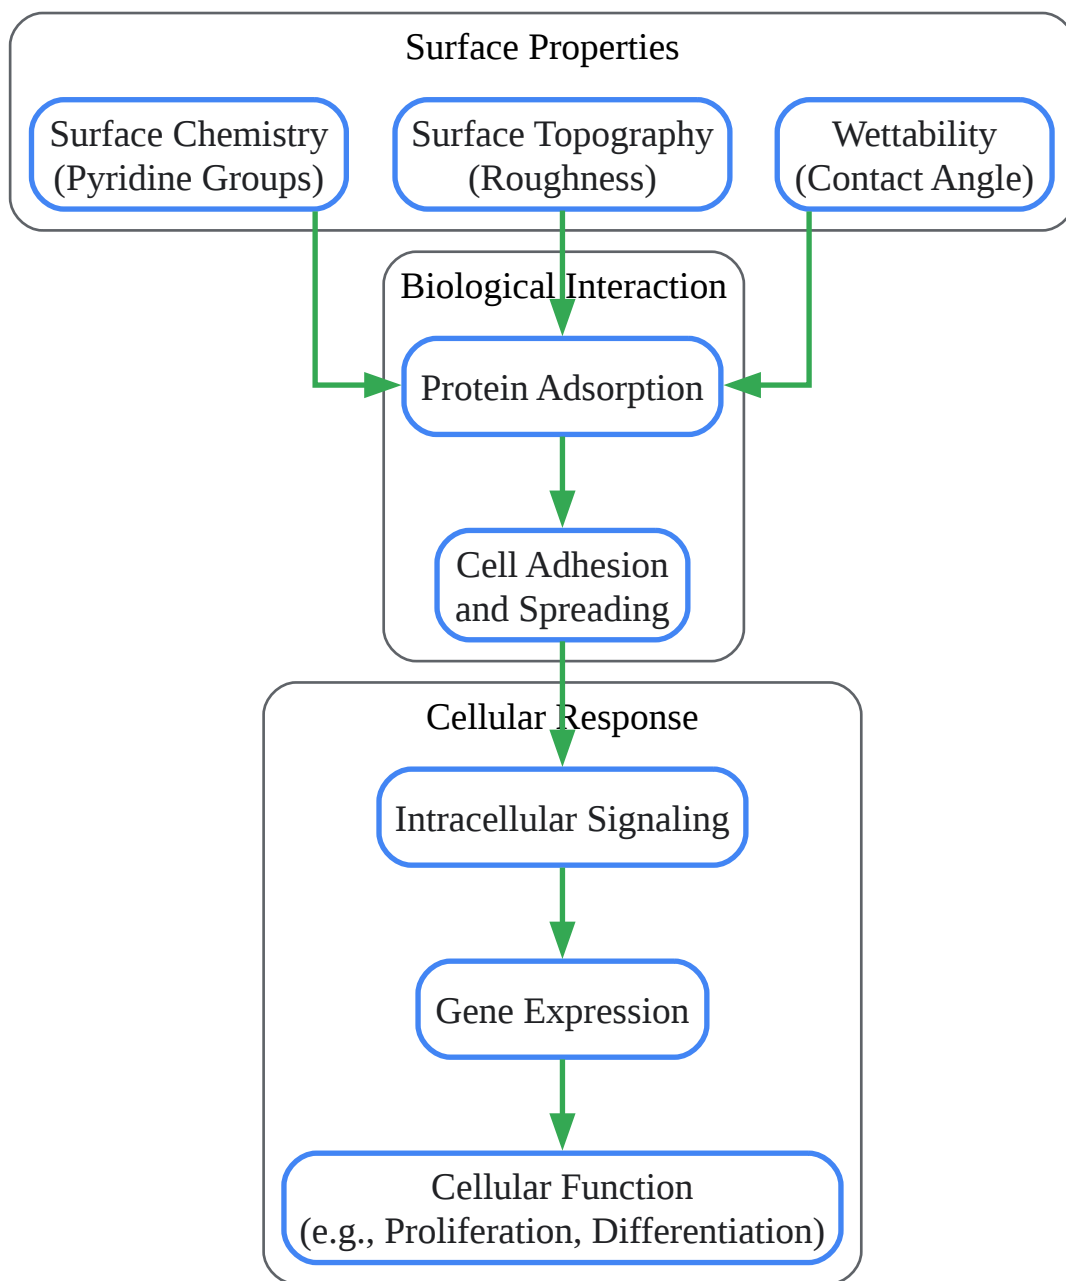 Surface Properties
Surface Chemistry
(Pyridine Groups)
Surface Topography
(Roughness)
Wettability
(Contact Angle)
Biological Interaction
Protein Adsorption
Cell Adhesion
and Spreading
Cellular Response
Intracellular Signaling
Gene Expression
Cellular Function
(e.g., Proliferation, Differentiation)